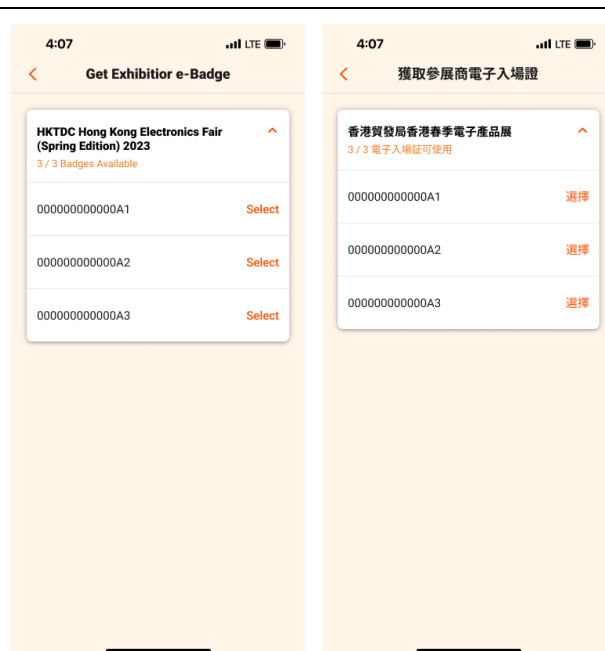 4:07
LTE
Get Exhibitior e-Badge
HKTDC Hong Kong Electronics Fair
(Spring Edition) 2023
3 / 3 Badges Available
000000000000A1
Select
000000000000A2
Select
000000000000A3
Select
4:07
LTE
獲取參展商電子入場證
香港貿發局香港春季電子產品展
3 / 3 電子入場証可使用
000000000000A1
選擇
000000000000A2
選擇
000000000000A3
選擇